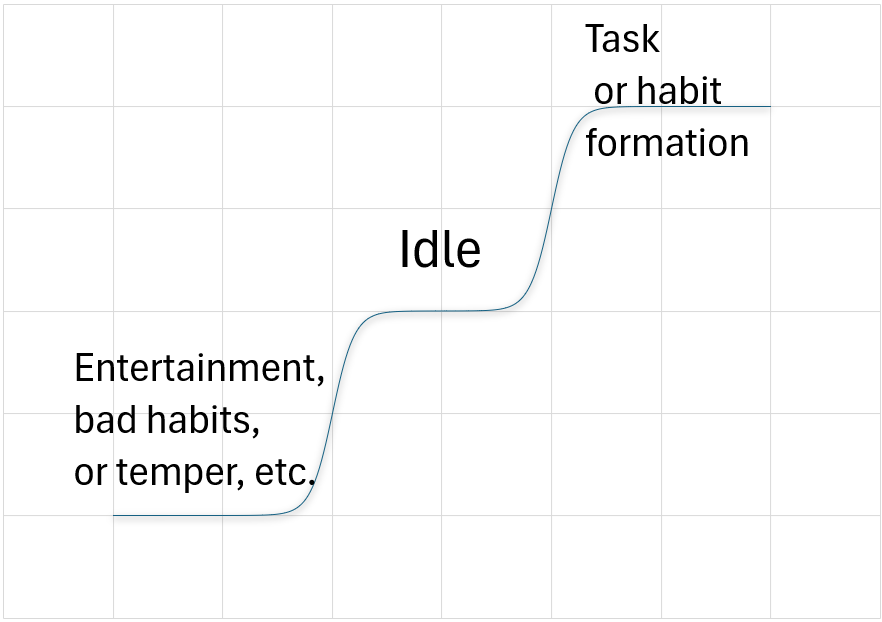 Task
or habit
formation
Idle
Entertainment,
bad habits,
or temper, etc.